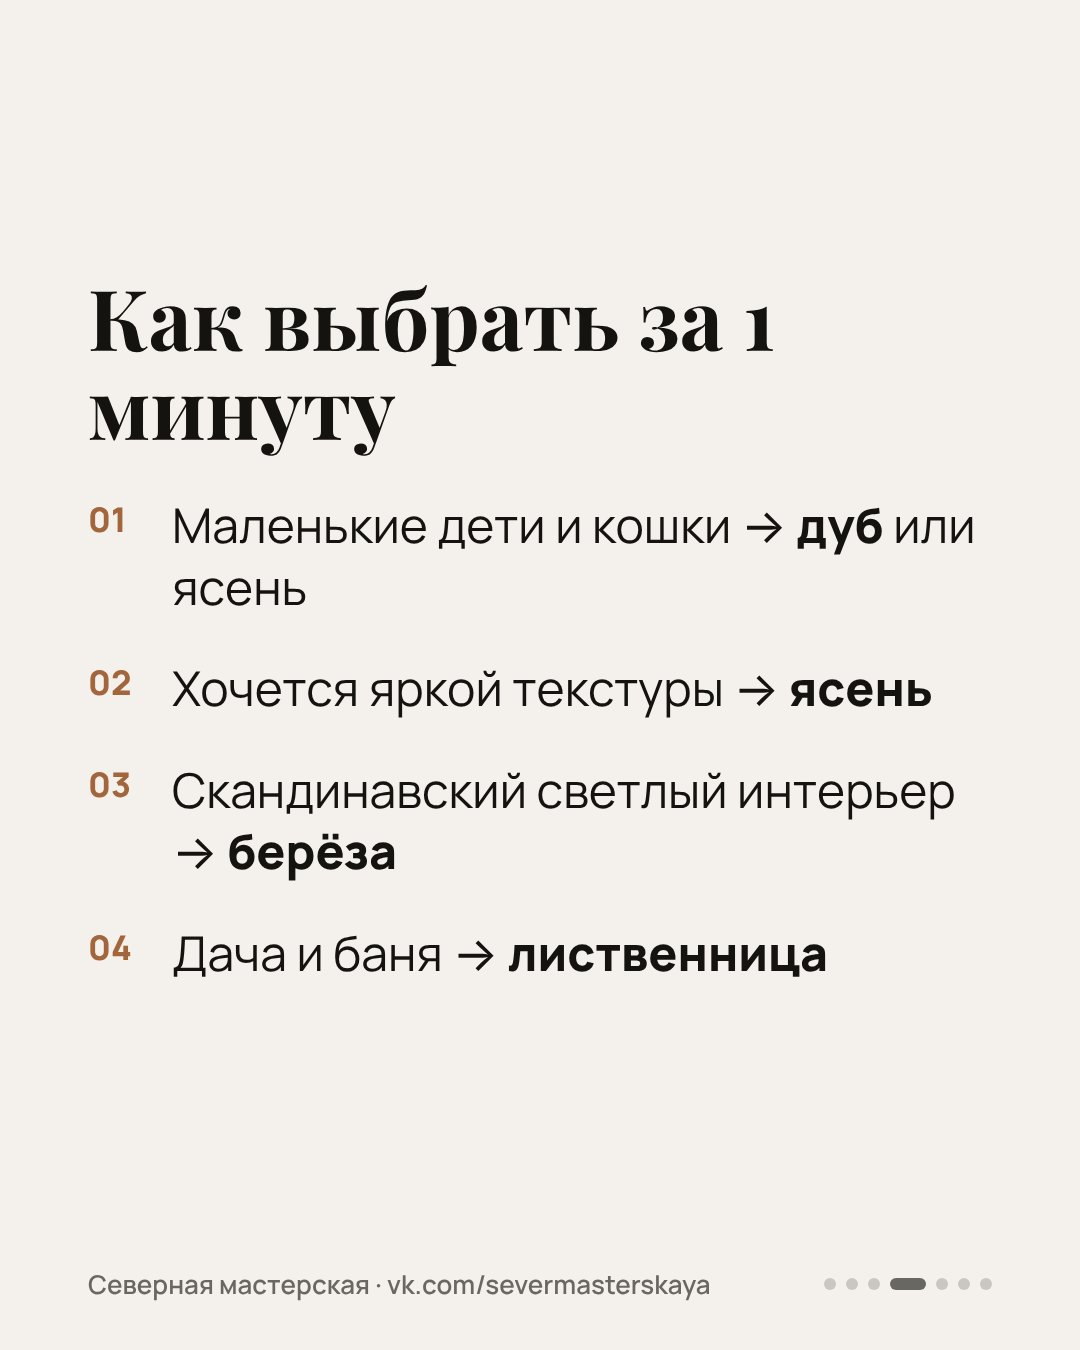 Как выбрать за 1
минуту
01 Маленькие дети и кошки → дуб или
ясень
02 Хочется яркой текстуры → ясень
03 Скандинавский светлый интерьер
→ берёза
04 Дача и баня → лиственница
Северная мастерская · vk.com/severmasterskaya